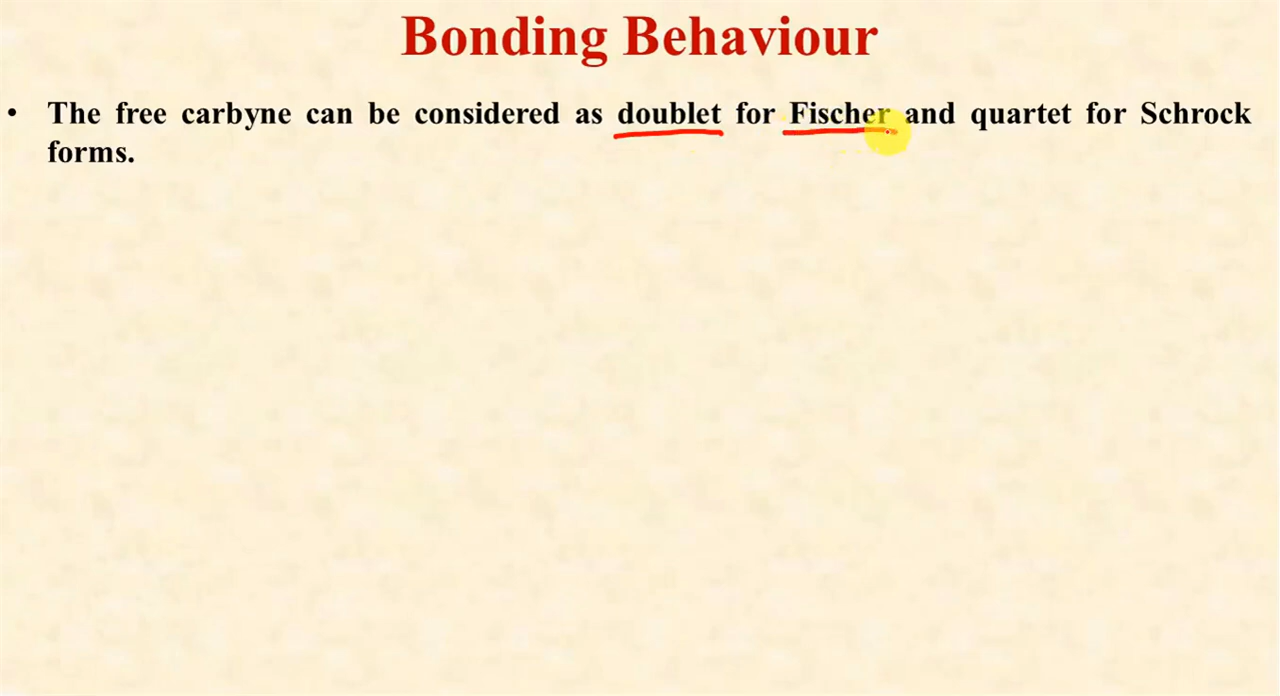 Bonding Behaviour
• The free carbyne can be considered as doublet for Fischer and quartet for Schrock
forms.